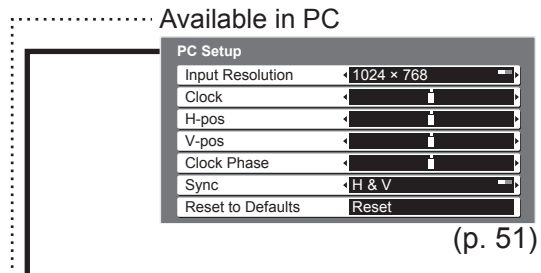 Available in PC
PC Setup
Input Resolution 1024 × 768
Clock
H-pos
V-pos
Clock Phase
Sync H & V
Reset to Defaults Reset
(p. 51)